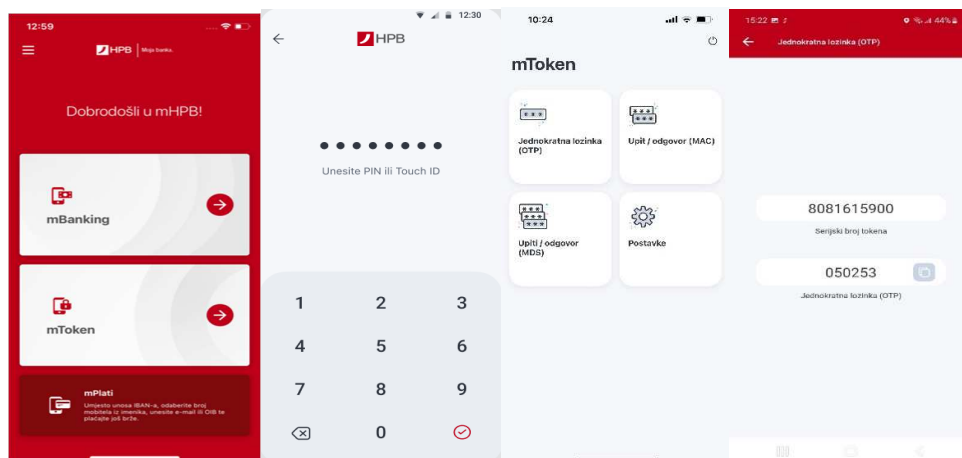 12:59
HPB Moja banka.
Dobrodošli u mHPB!
mBanking
mToken
mPlati
Umjesto unosa IBAN-a, odaberite broj
mobitela iz imenika, unesite e-mail ili OIB te
plaćajte još brže.
12:30
HPB
Unesite PIN ili Touch ID
1 2 3
4 5 6
7 8 9
0
10:24
mToken
Jednokratna lozinka
(OTP)
Upit / odgovor (MAC)
Upiti / odgovor
(MDS)
Postavke
15:22
44%
Jednokratna lozinka (OTP)
8081615900
Serijski broj tokena
050253
Jednokratna lozinka (OTP)